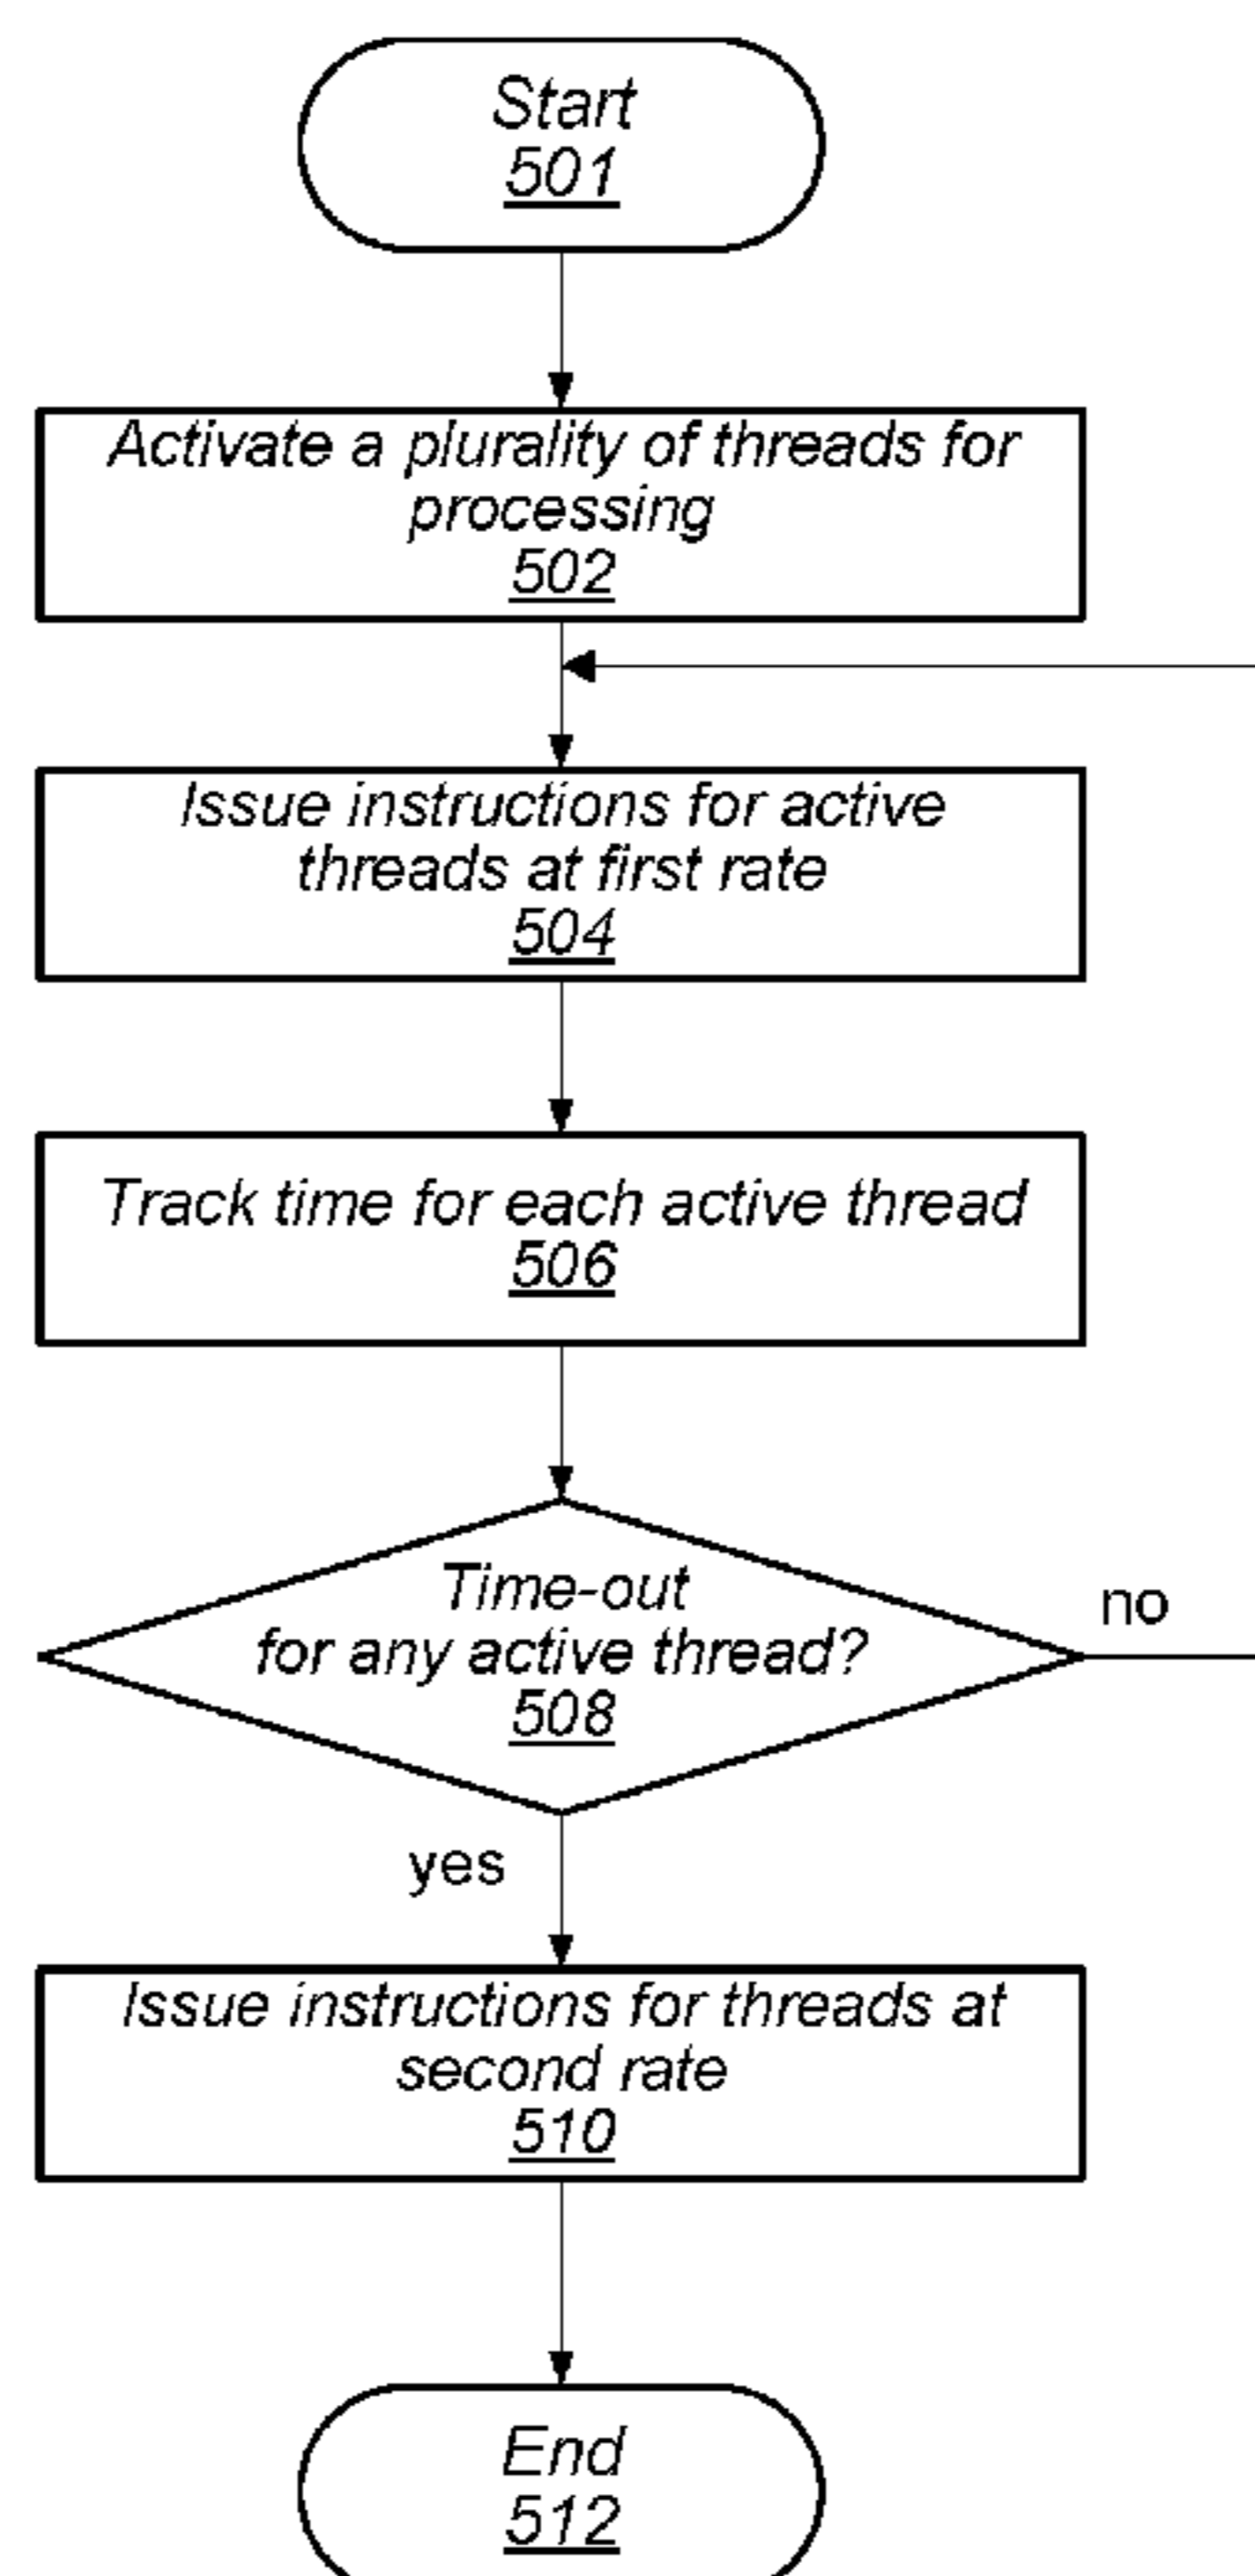 Start
501
Activate a plurality of threads for
processing
502
Issue instructions for active
threads at first rate
504
Track time for each active thread
506
Time-out
for any active thread?
508
no
yes
Issue instructions for threads at
second rate
510
End
512